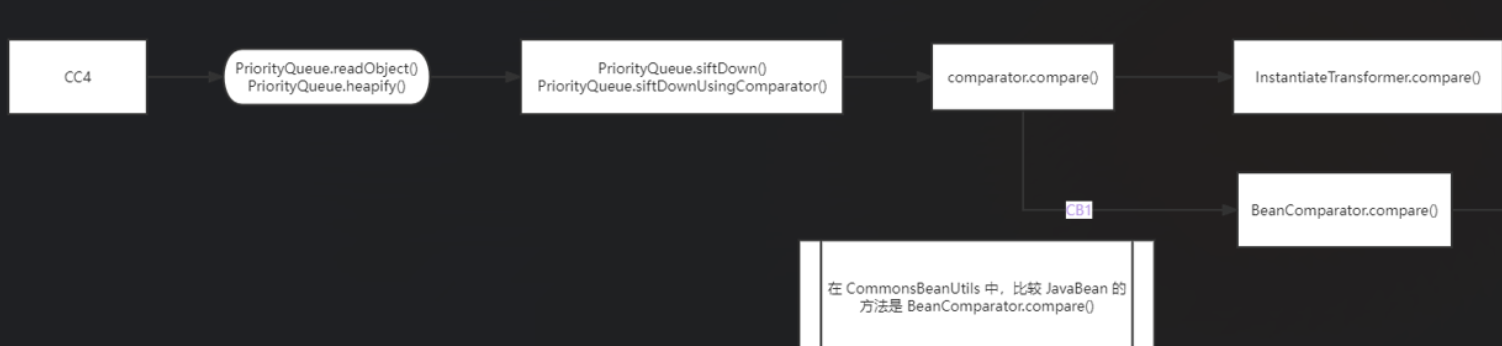 CC4
PriorityQueue.readObject()
PriorityQueue.heapify()
PriorityQueue.siftDown()
PriorityQueue.siftDownUsingComparator()
comparator.compare()
InstantiateTransformer.compare()
CB1
BeanComparator.compare()
在 CommonsBeanUtils 中，比较 JavaBean 的
方法是 BeanComparator.compare()